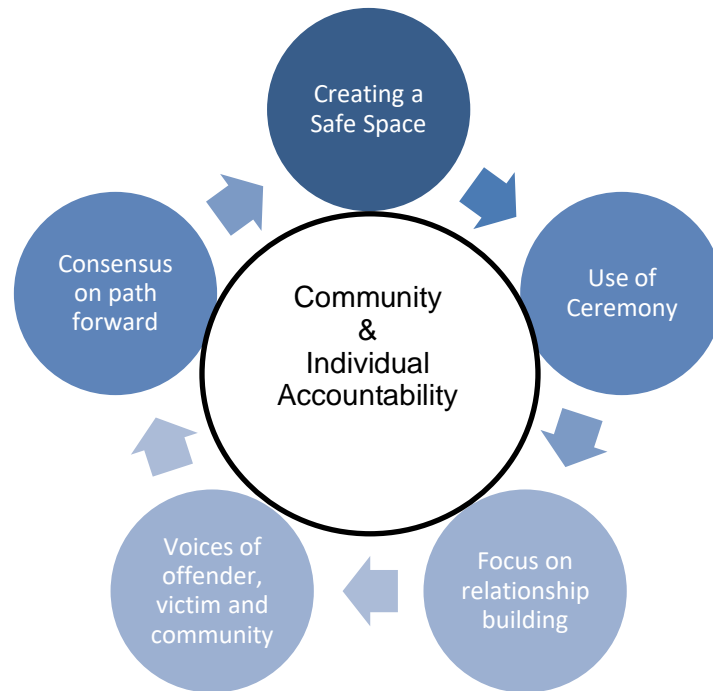 Creating a
Safe Space
Use of
Ceremony
Focus on
relationship
building
Voices of
offender,
victim and
community
Consensus
on path
forward
Community
&
Individual
Accountability